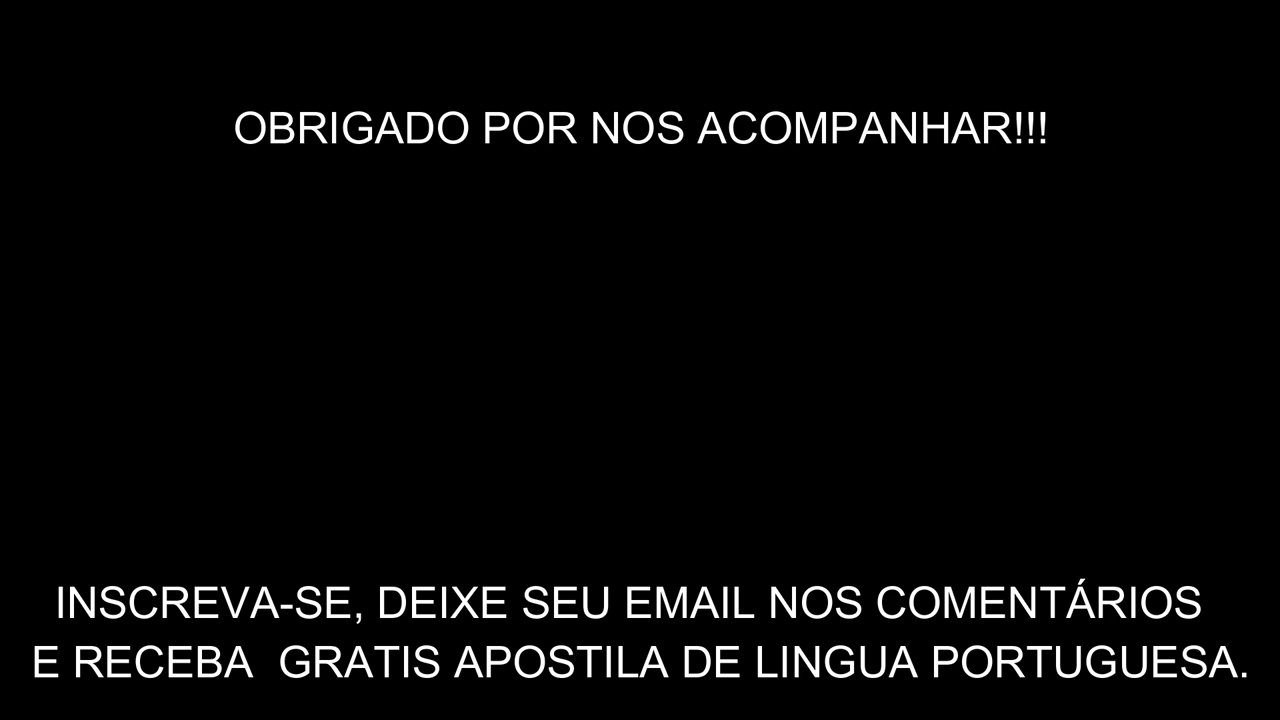 OBRIGADO POR NOS ACOMPANHAR!!!
INSCREVA-SE, DEIXE SEU EMAIL NOS COMENTÁRIOS
E RECEBA  GRATIS APOSTILA DE LINGUA PORTUGUESA.